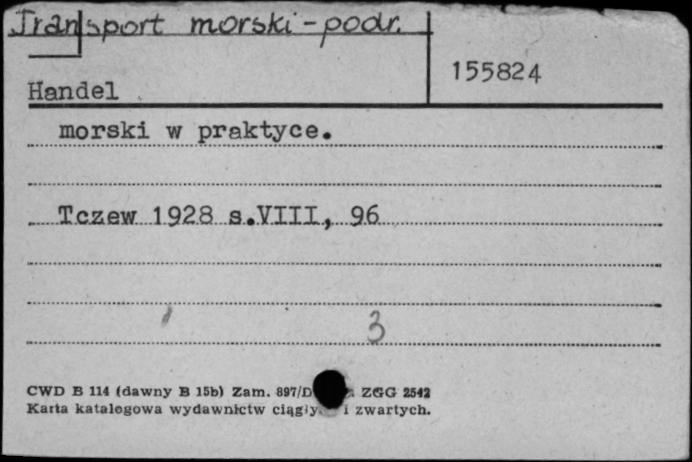 Transport morski-podr.
155824
Handel
morski w praktyce.
Tczew 1928 s.VIII, 96
3
CWD B 114 (dawny B 15b) Zam. 897/D ZGG 2542
Karta katalogowa wydawnictw i zwartych.